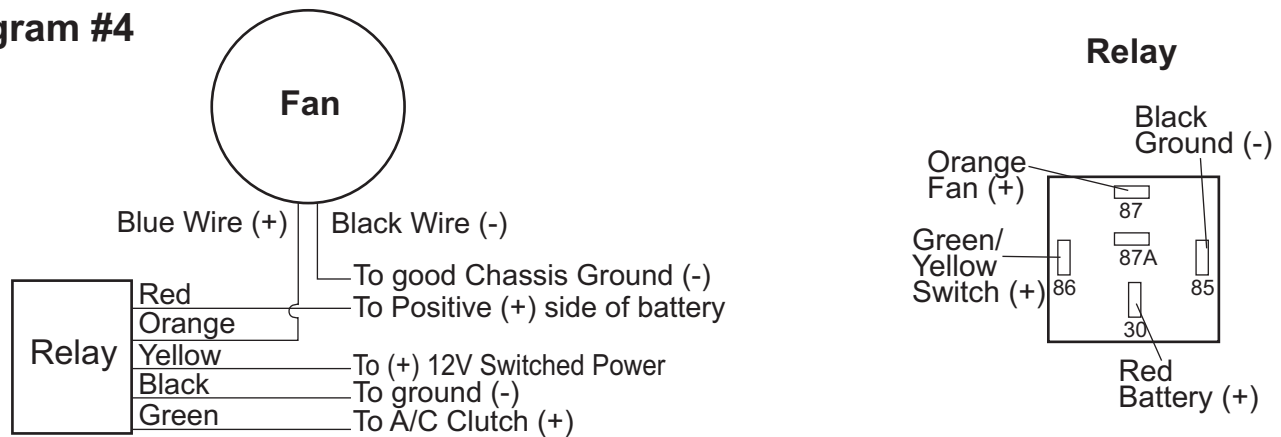 gram #4
Fan
Blue Wire (+)
Black Wire (-)
To good Chassis Ground (-)
Red
To Positive (+) side of battery
Orange
Relay
Yellow
To (+) 12V Switched Power
Black
To ground (-)
Green
To A/C Clutch (+)
Relay
Black
Ground (-)
Orange
Fan (+)
87
Green/
Yellow
Switch (+)
87A
86
85
30
Red
Battery (+)